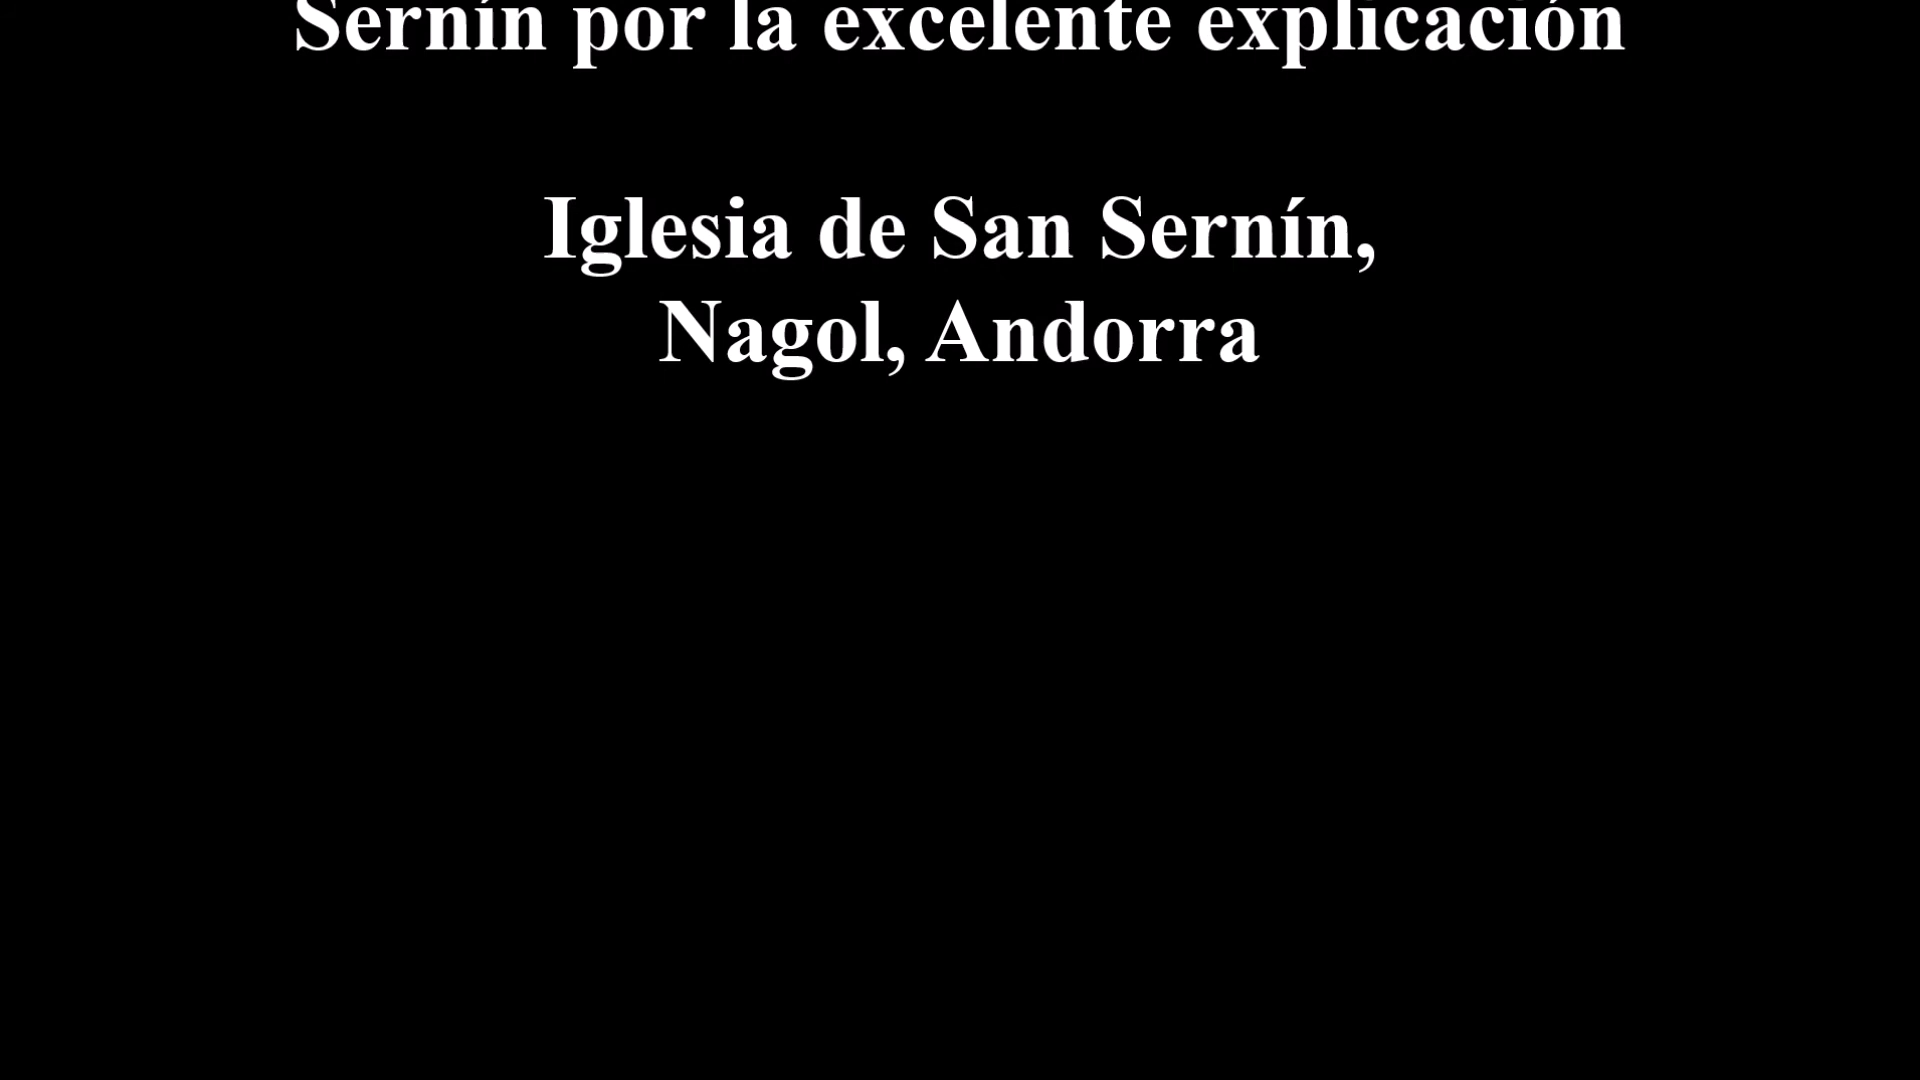 Sernín por la excelente explicación
Iglesia de San Sernín,
Nagol, Andorra